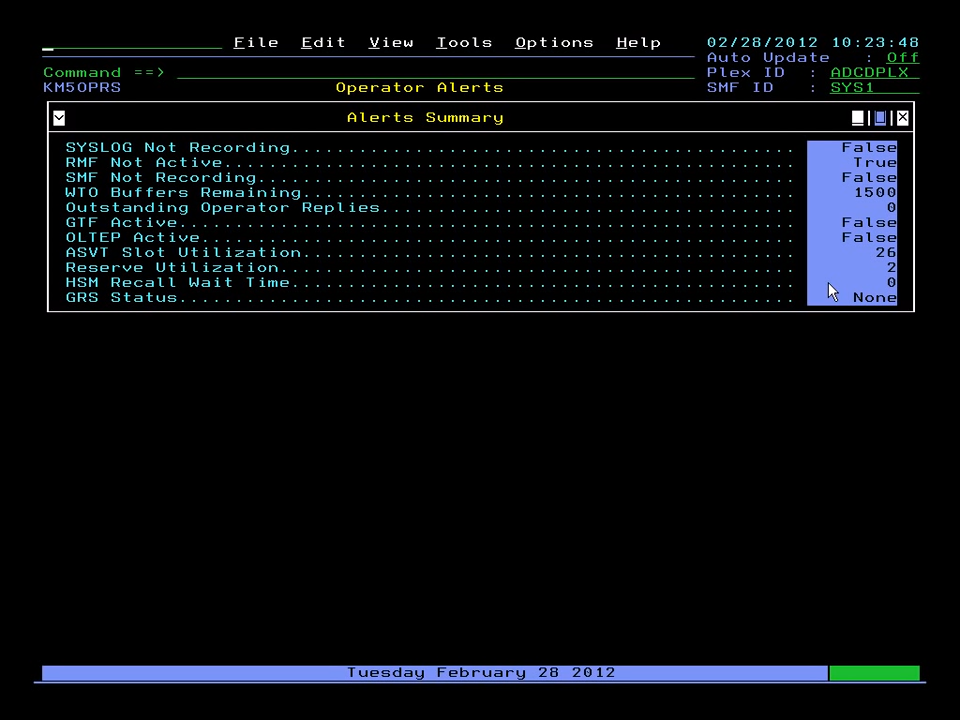 File Edit View Tools Options Help 02/28/2012 10:23:48
Auto Update : Off
Command ==> Plex ID : ADCDPLX
KM5OPRS Operator Alerts SMF ID : SYS1
Alerts Summary
SYSLOG Not Recording............................................. False
RMF Not Active................................................... True
SMF Not Recording................................................ False
WTO Buffers Remaining............................................ 1500
Outstanding Operator Replies..................................... 0
GTF Active....................................................... False
OLTEP Active..................................................... False
ASVT Slot Utilization............................................ 26
Reserve Utilization.............................................. 2
HSM Recall Wait Time............................................. 0
GRS Status....................................................... None
Tuesday February 28 2012